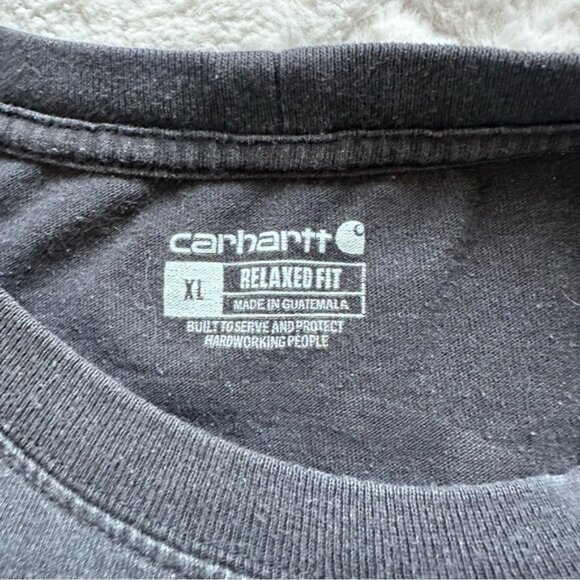 carhartt
XL
RELAXED FIT
MADE IN GUATEMALA
BUILT TO SERVE AND PROTECT
HARDWORKING PEOPLE